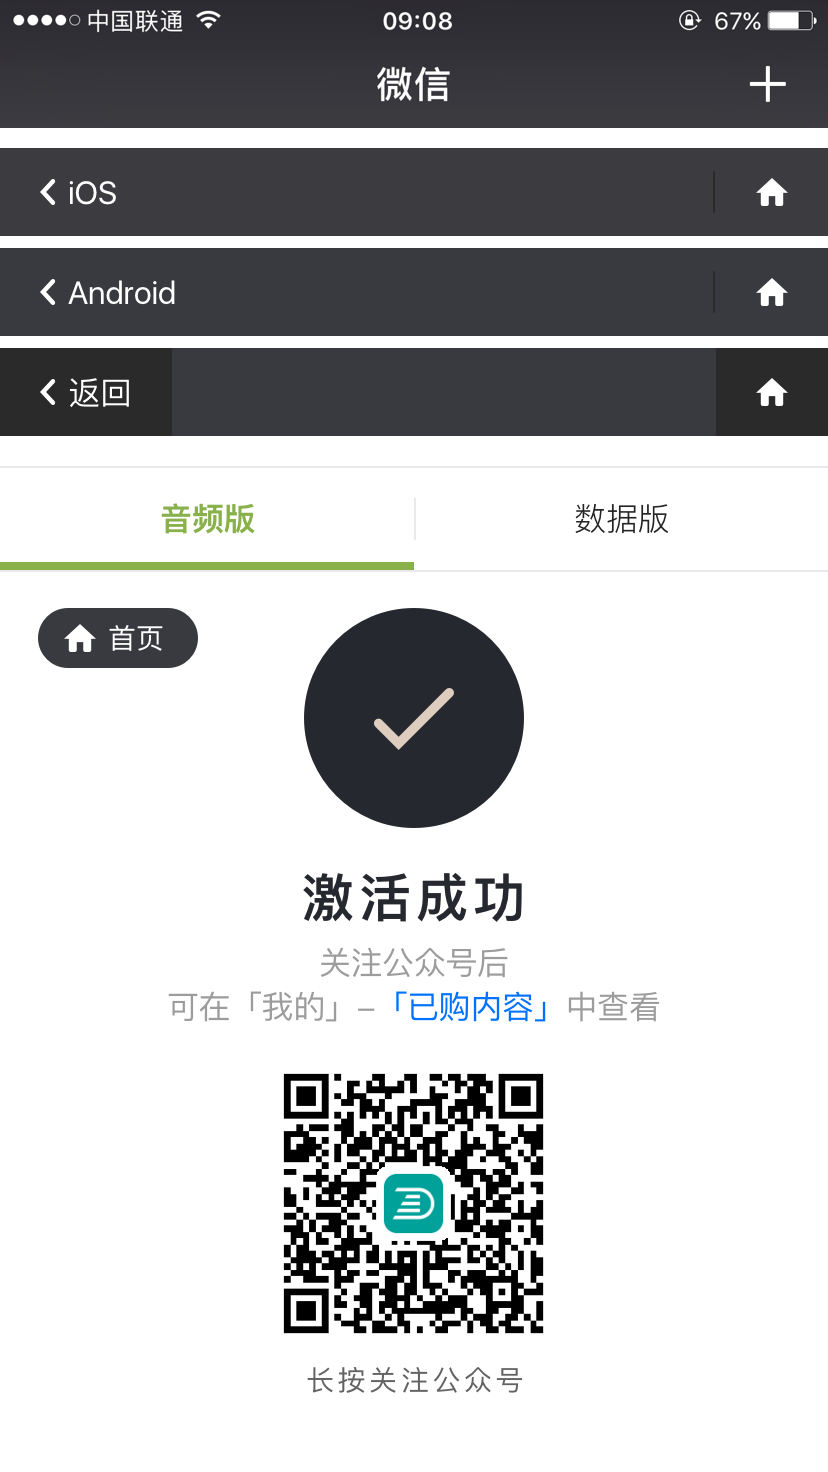 中国联通 09:08 67%
微信
iOS
Android
返回
音频版 数据版
首页
激活成功
关注公众号后
可在「我的」–「已购内容」中查看
长按关注公众号